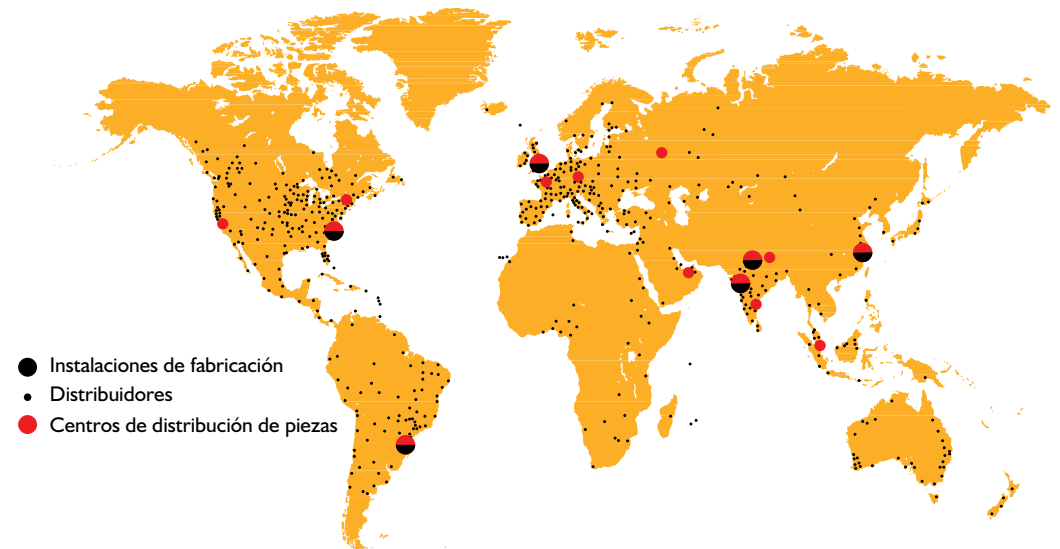 Instalaciones de fabricación
Distribuidores
Centros de distribución de piezas